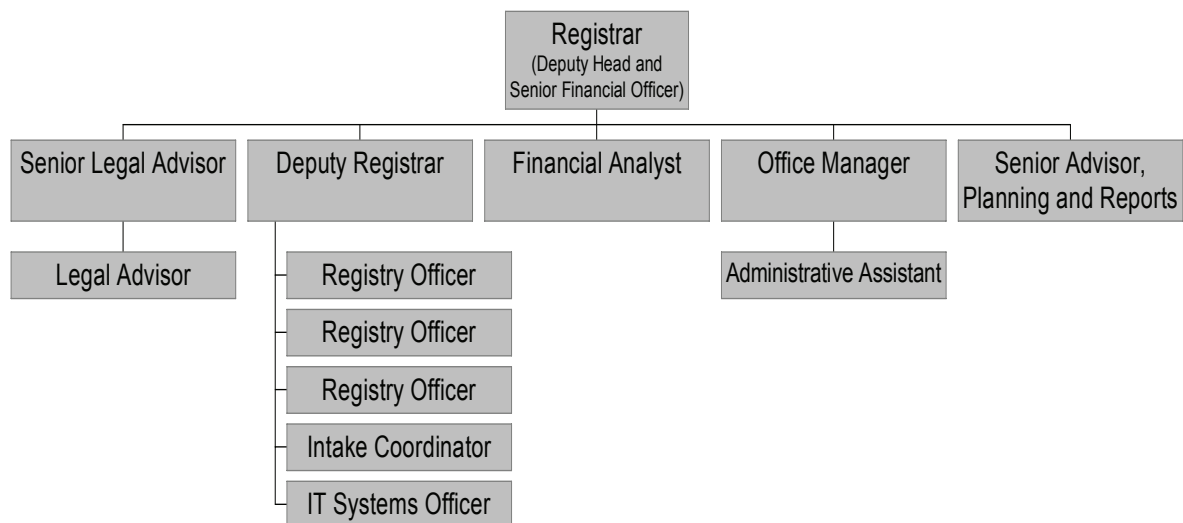 Registrar
(Deputy Head and
Senior Financial Officer)
Senior Legal Advisor
Deputy Registrar
Financial Analyst
Office Manager
Senior Advisor,
Planning and Reports
Legal Advisor
Registry Officer
Administrative Assistant
Registry Officer
Registry Officer
Intake Coordinator
IT Systems Officer